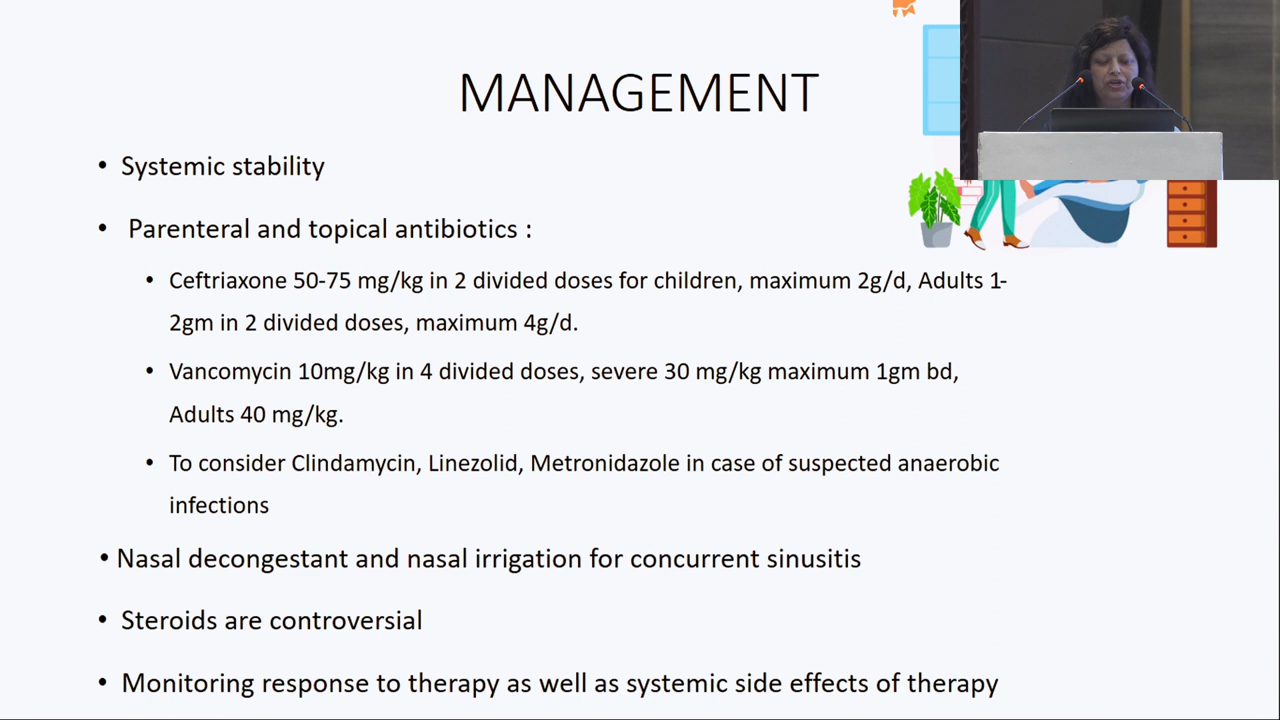 MANAGEMENT
• Systemic stability
• Parenteral and topical antibiotics :
• Ceftriaxone 50-75 mg/kg in 2 divided doses for children, maximum 2g/d, Adults 1-
2gm in 2 divided doses, maximum 4g/d.
• Vancomycin 10mg/kg in 4 divided doses, severe 30 mg/kg maximum 1gm bd,
Adults 40 mg/kg.
• To consider Clindamycin, Linezolid, Metronidazole in case of suspected anaerobic
infections
• Nasal decongestant and nasal irrigation for concurrent sinusitis
• Steroids are controversial
• Monitoring response to therapy as well as systemic side effects of therapy